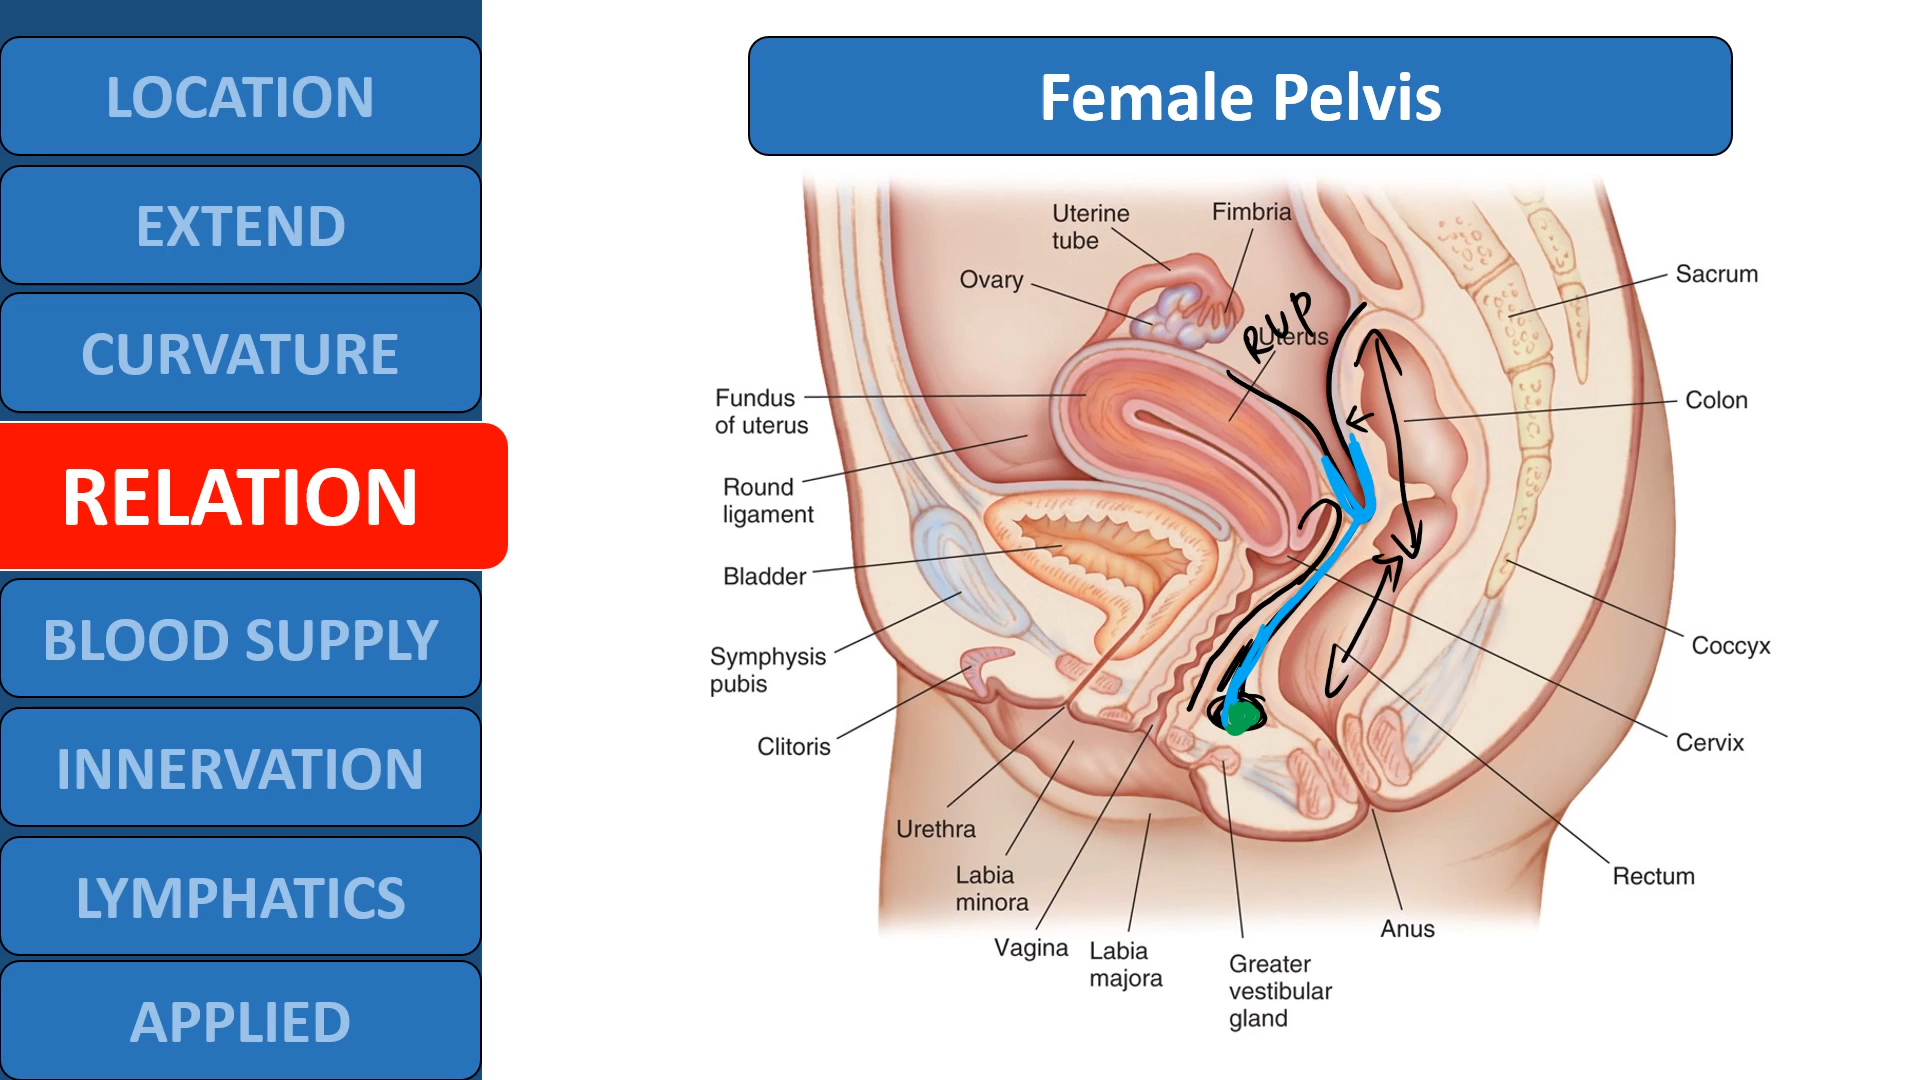 LOCATION
EXTEND
CURVATURE
RELATION
BLOOD SUPPLY
INNERVATION
LYMPHATICS
APPLIED
Female Pelvis
Uterine
tube
Fimbria
Ovary
RUP
Uterus
Sacrum
Fundus
of uterus
Colon
Round
ligament
Bladder
Symphysis
pubis
Coccyx
Clitoris
Cervix
Urethra
Labia
minora
Rectum
Vagina
Labia
majora
Anus
Greater
vestibular
gland